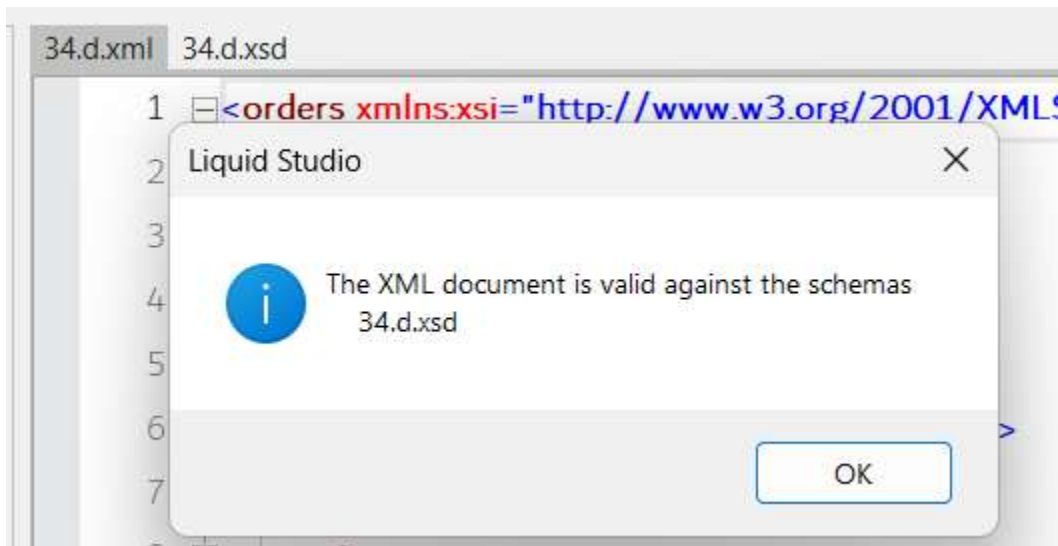 34.d.xml 34.d.xsd
1 <orders xmlns:xsi="http://www.w3.org/2001/XMLS
Liquid Studio
2
3
The XML document is valid against the schemas
4
34.d.xsd
5
6 >
OK
7